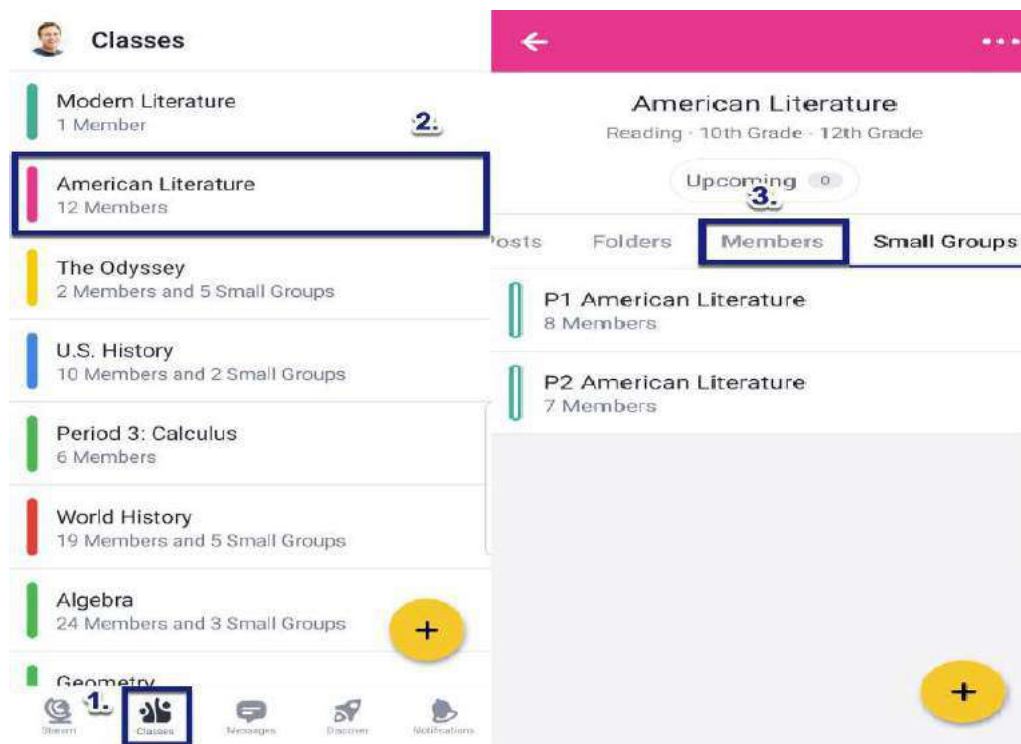 Classes
Modern Literature
1 Member
2.
American Literature
12 Members
The Odyssey
2 Members and 5 Small Groups
U.S. History
10 Members and 2 Small Groups
Period 3: Calculus
6 Members
World History
19 Members and 5 Small Groups
Algebra
24 Members and 3 Small Groups
+
Geometry
1.
Stream Classes Messages Discover Notifications
American Literature
Reading · 10th Grade · 12th Grade
Upcoming 0
3.
Posts Folders Members Small Groups
P1 American Literature
8 Members
P2 American Literature
7 Members
+